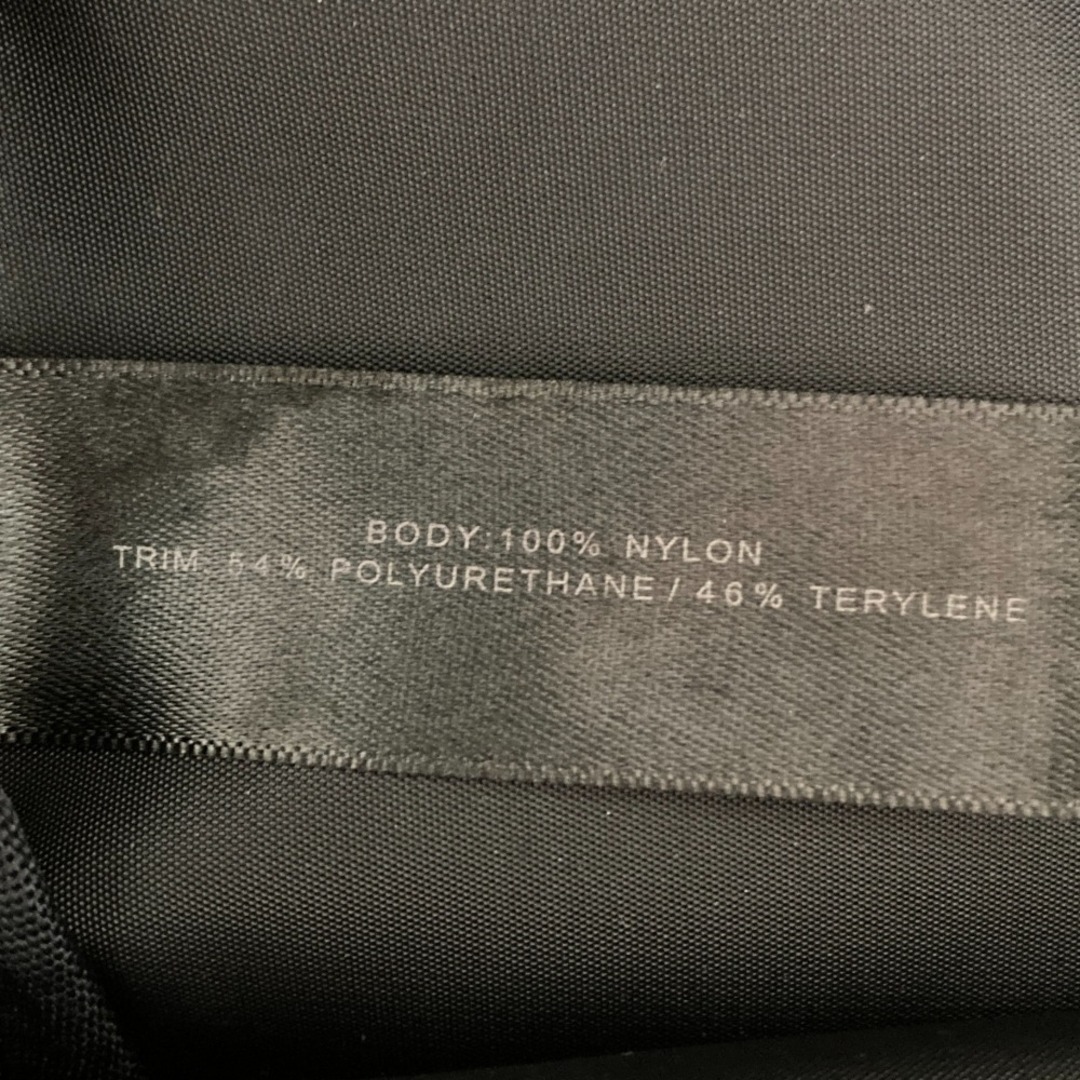 BODY:100% NYLON
TRIM: 54% POLYURETHANE / 46% TERYLENE